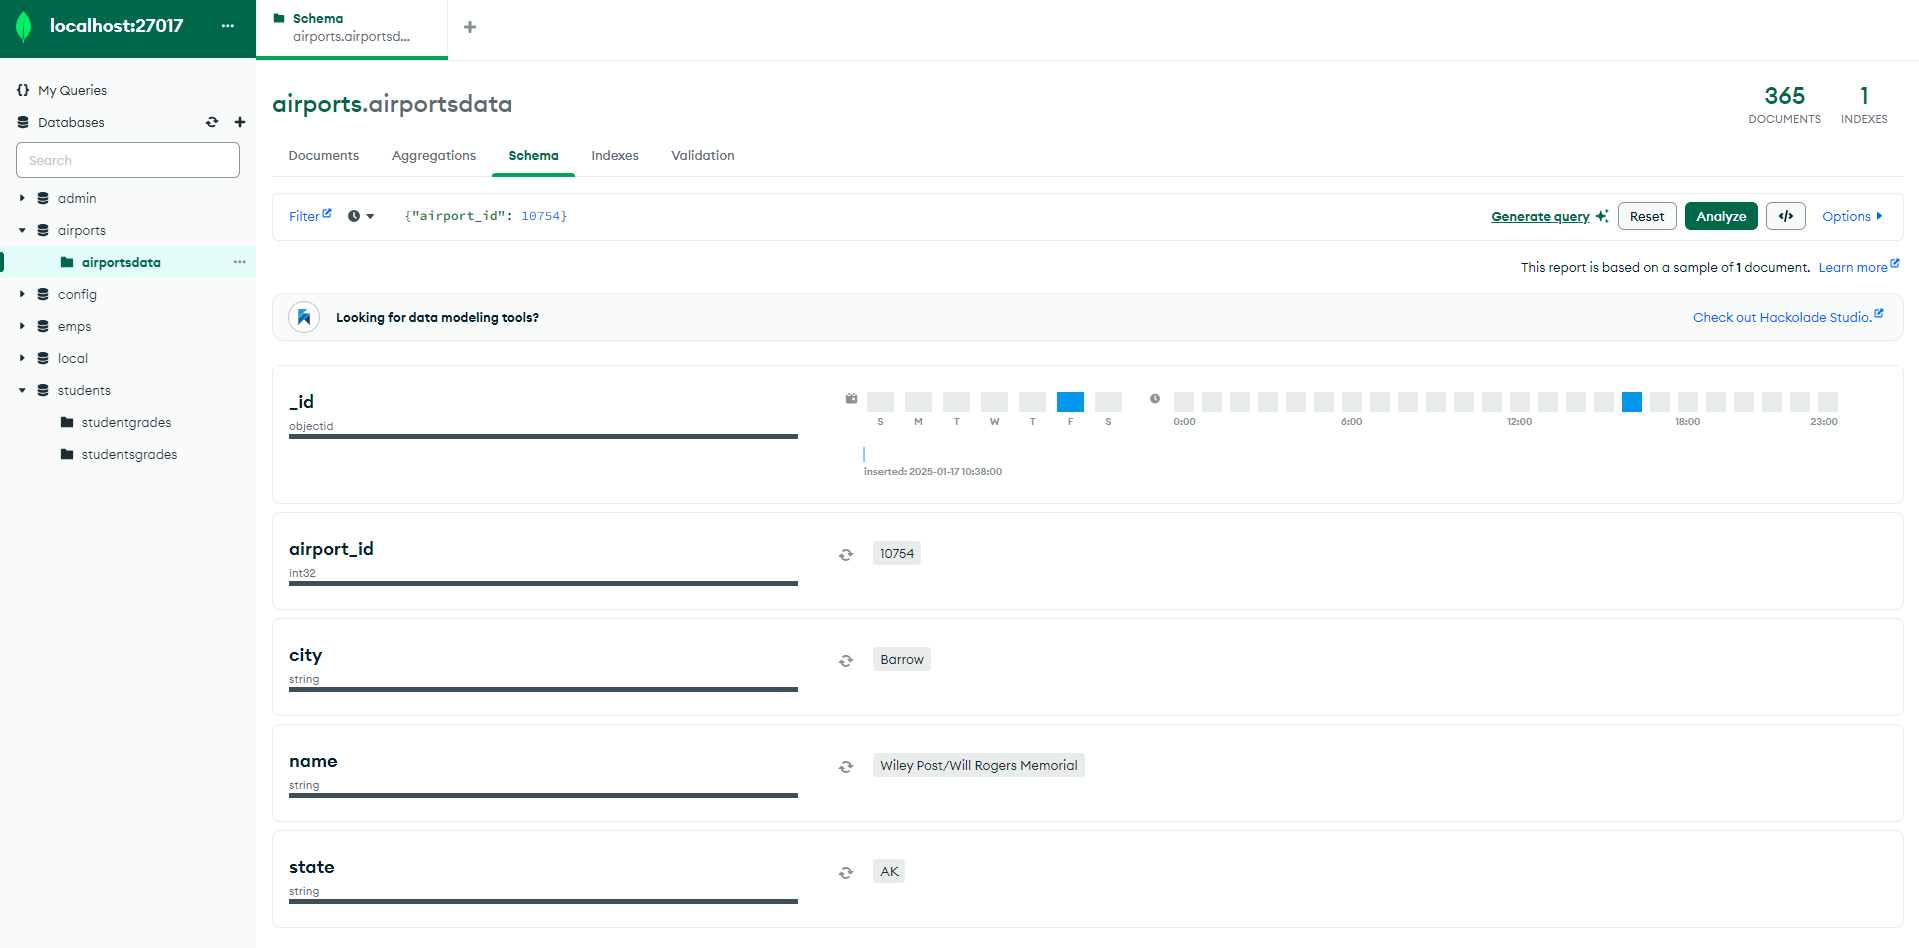 localhost:27017
My Queries
Databases
Search
admin
airports
airportsdata
config
emps
local
students
studentgrades
studentsgrades
Schema
airports.airportsd...
airports.airportsdata
365
DOCUMENTS
1
INDEXES
Documents Aggregations Schema Indexes Validation
Filter {"airport_id": 10754} Generate query Reset Analyze </> Options
This report is based on a sample of 1 document. Learn more
Looking for data modeling tools? Check out Hackolade Studio.
_id
objectid
S M T W T F S
0:00 6:00 12:00 18:00 23:00
inserted: 2025-01-17 10:38:00
airport_id
int32
10754
city
string
Barrow
name
string
Wiley Post/Will Rogers Memorial
state
string
AK